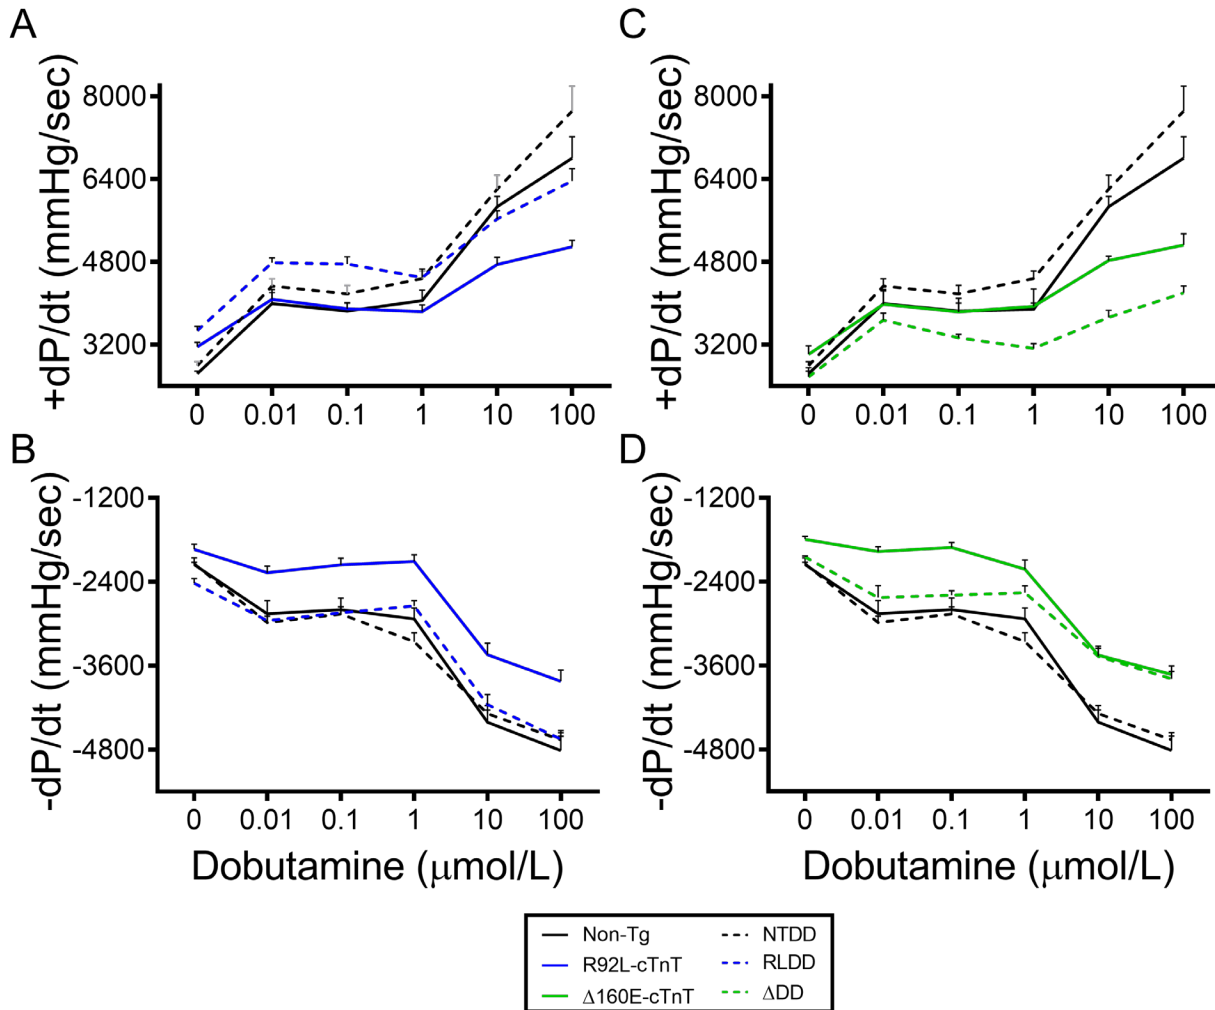 A
+dP/dt (mmHg/sec)
8000
6400
4800
3200
0 0.01 0.1 1 10 100
C
+dP/dt (mmHg/sec)
8000
6400
4800
3200
0 0.01 0.1 1 10 100
B
-dP/dt (mmHg/sec)
-1200
-2400
-3600
-4800
0 0.01 0.1 1 10 100
Dobutamine (μmol/L)
D
-dP/dt (mmHg/sec)
-1200
-2400
-3600
-4800
0 0.01 0.1 1 10 100
Dobutamine (μmol/L)
Non-Tg NTDD
R92L-cTnT RLDD
Δ160E-cTnT ΔDD